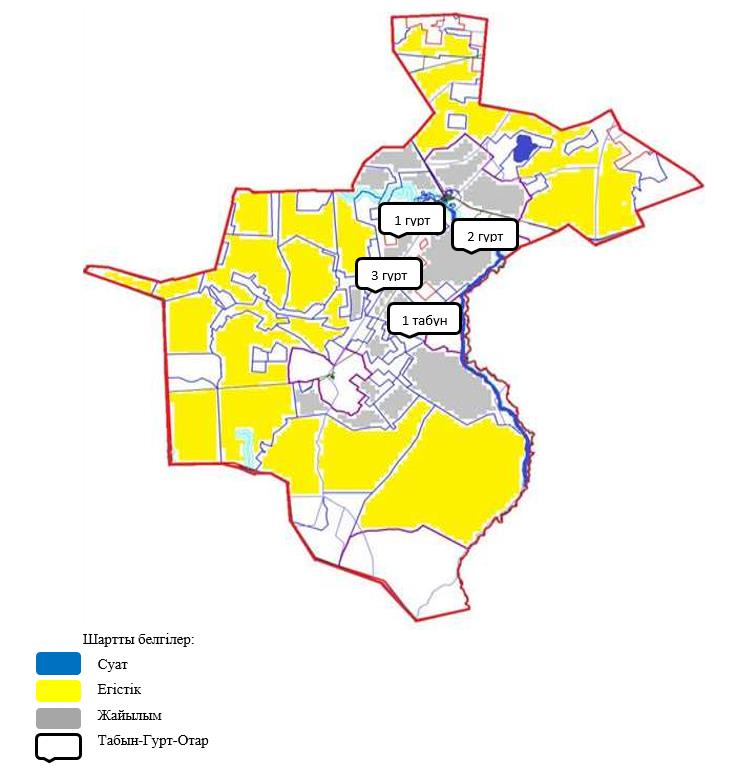 1 гурт
2 гурт
3 гурт
1 табун
Шартты белгілер:
Суат
Егістік
Жайылым
Табын-Гурт-Отар